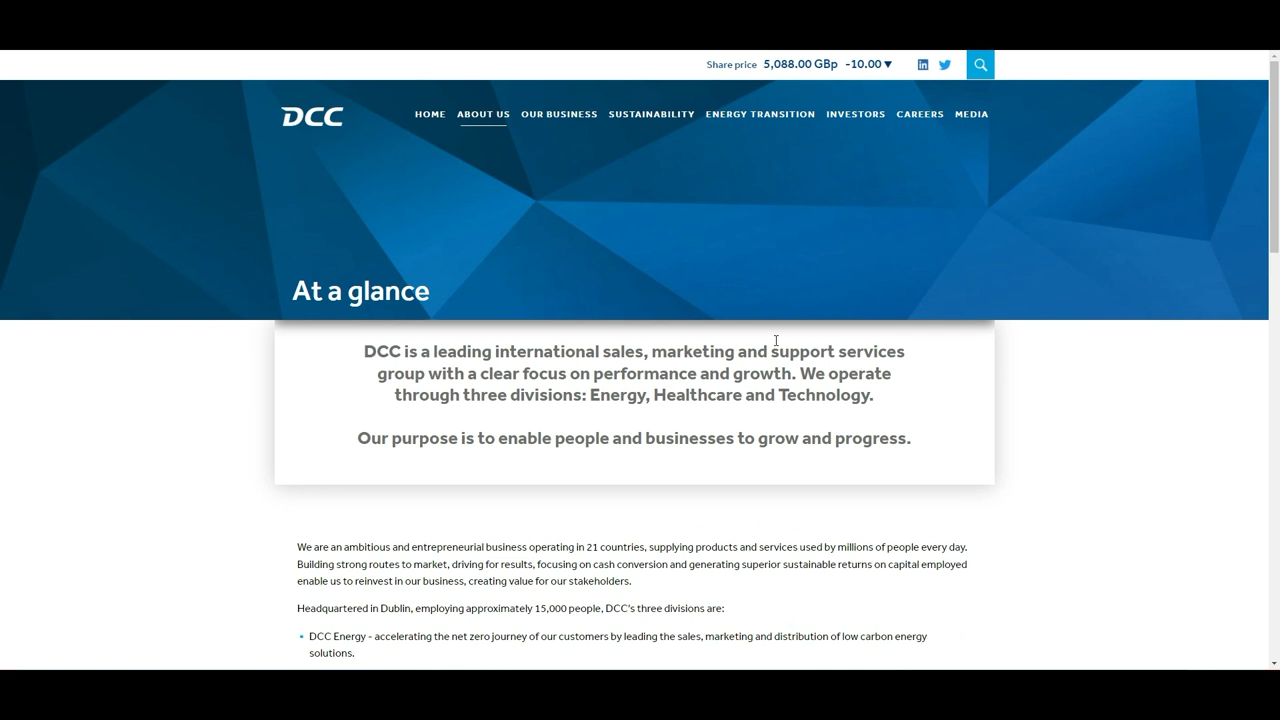 Share price 5,088.00 GBp -10.00 ▼
DCC
HOME ABOUT US OUR BUSINESS SUSTAINABILITY ENERGY TRANSITION INVESTORS CAREERS MEDIA
At a glance
DCC is a leading international sales, marketing and support services
group with a clear focus on performance and growth. We operate
through three divisions: Energy, Healthcare and Technology.
Our purpose is to enable people and businesses to grow and progress.
We are an ambitious and entrepreneurial business operating in 21 countries, supplying products and services used by millions of people every day.
Building strong routes to market, driving for results, focusing on cash conversion and generating superior sustainable returns on capital employed
enable us to reinvest in our business, creating value for our stakeholders.
Headquartered in Dublin, employing approximately 15,000 people, DCC's three divisions are:
• DCC Energy - accelerating the net zero journey of our customers by leading the sales, marketing and distribution of low carbon energy
solutions.